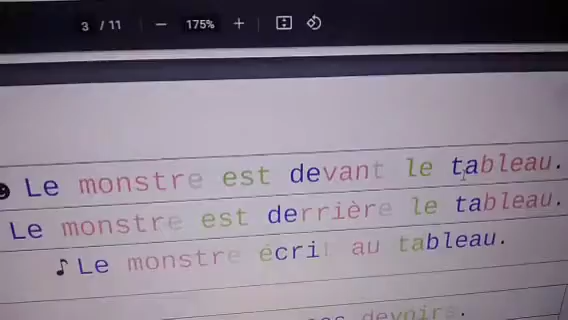 3 / 11 175%
Le monstre est devant le tableau.
Le monstre est derrière le tableau.
♪ Le monstre écrit au tableau.
devoirs.